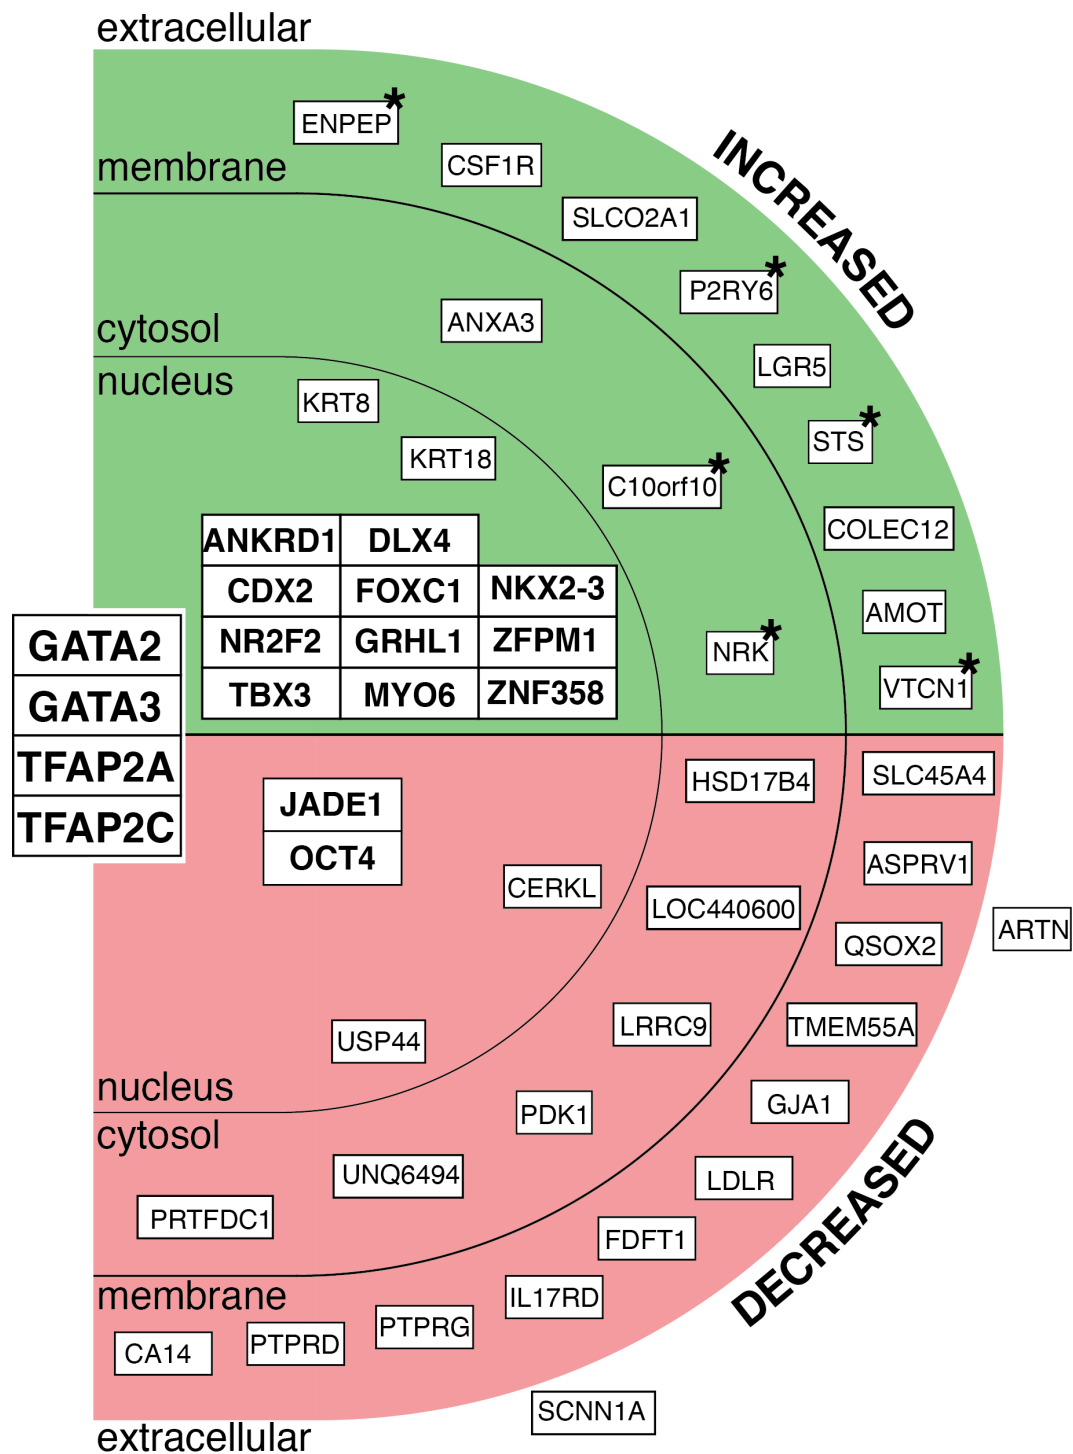 extracellular
ENPEP*
CSF1R
membrane
SLCO2A1
INCREASED
P2RY6*
ANXA3
cytosol
LGR5
nucleus
KRT8
STS*
KRT18
C10orf10*
COLEC12
ANKRD1 DLX4
CDX2 FOXC1 NKX2-3
AMOT
NR2F2 GRHL1 ZFPM1
NRK*
TBX3 MYO6 ZNF358
VTCN1*
GATA2
GATA3
TFAP2A
TFAP2C
HSD17B4
SLC45A4
JADE1
OCT4
ASPRV1
CERKL
LOC440600
ARTN
QSOX2
LRRC9
TMEM55A
USP44
nucleus
GJA1
PDK1
cytosol
UNQ6494
LDLR
PRTFDC1
FDFT1
DECREASED
membrane
IL17RD
PTPRG
PTPRD
CA14
SCNN1A
extracellular